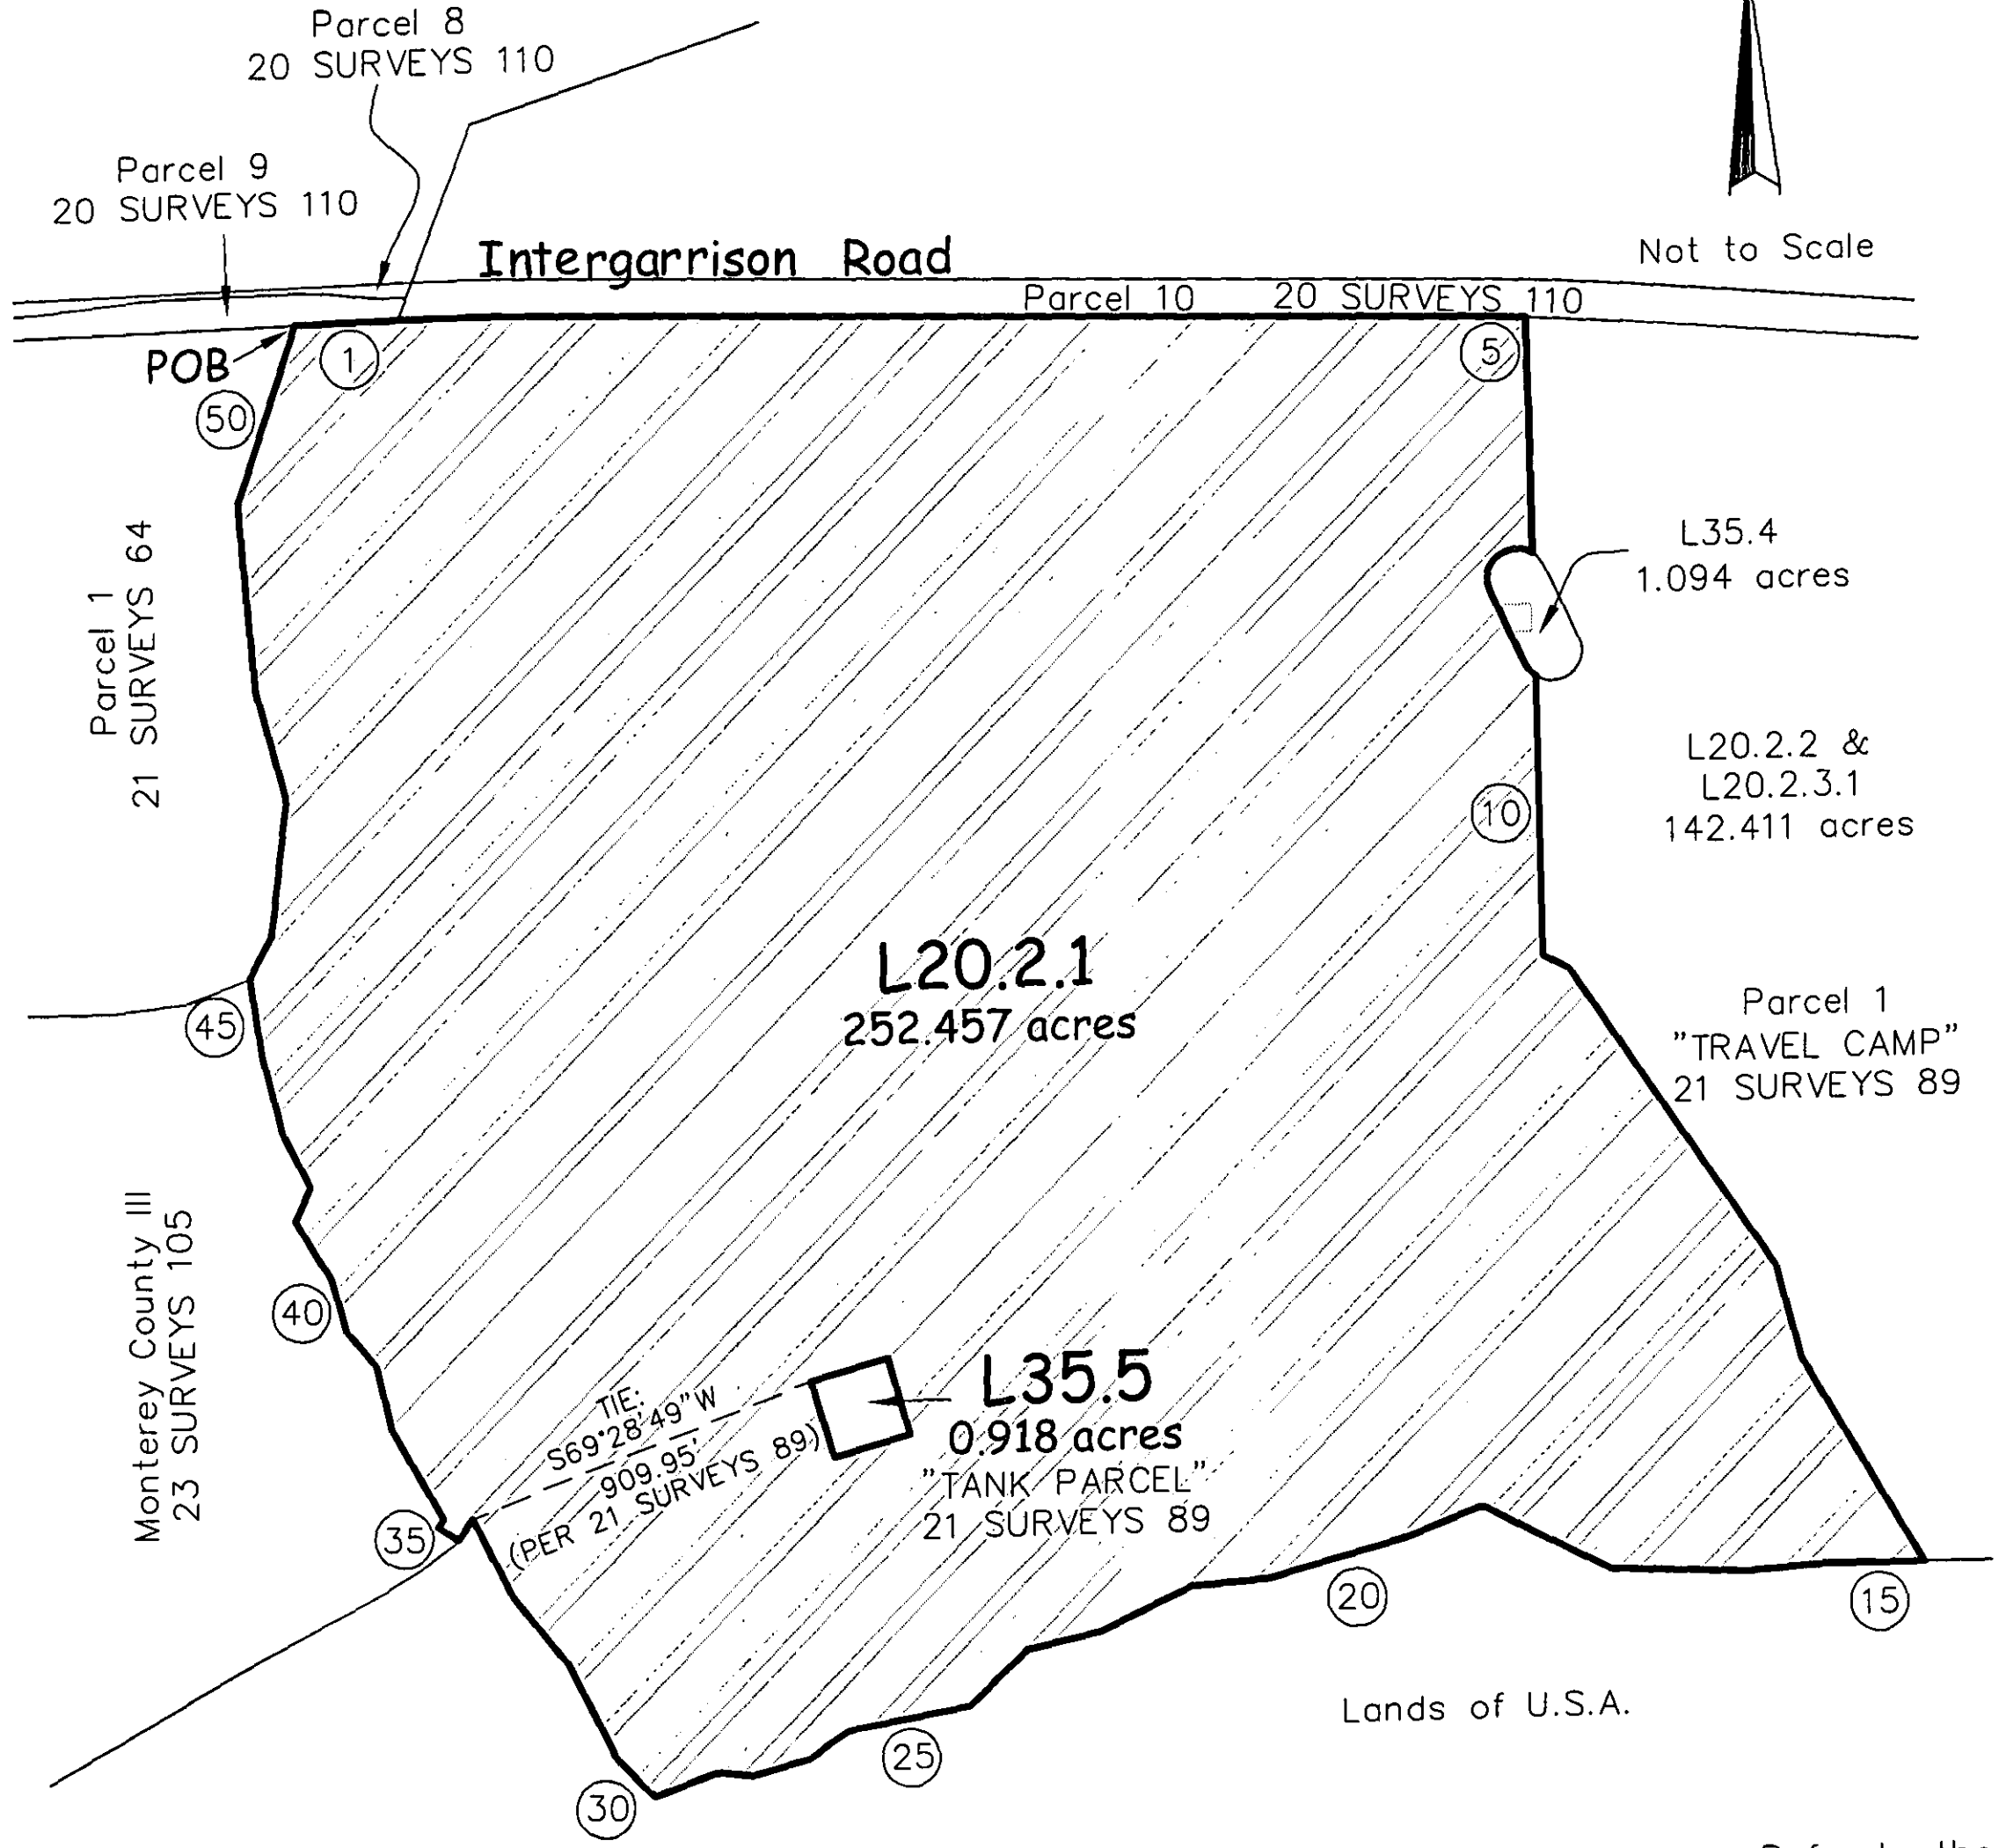 Parcel 8
20 SURVEYS 110
Parcel 9
20 SURVEYS 110
Intergarrison Road
Not to Scale
Parcel 10 20 SURVEYS 110
POB
1
5
50
L35.4
1.094 acres
Parcel 1
21 SURVEYS 64
L20.2.2 &
L20.2.3.1
142.411 acres
10
L20.2.1
252.457 acres
Parcel 1
"TRAVEL CAMP"
21 SURVEYS 89
45
Monterey County III
23 SURVEYS 105
40
TIE:
S69°28'49"W
909.95'
(PER 21 SURVEYS 89)
L35.5
0.918 acres
"TANK PARCEL"
21 SURVEYS 89
35
20
15
Lands of U.S.A.
25
30